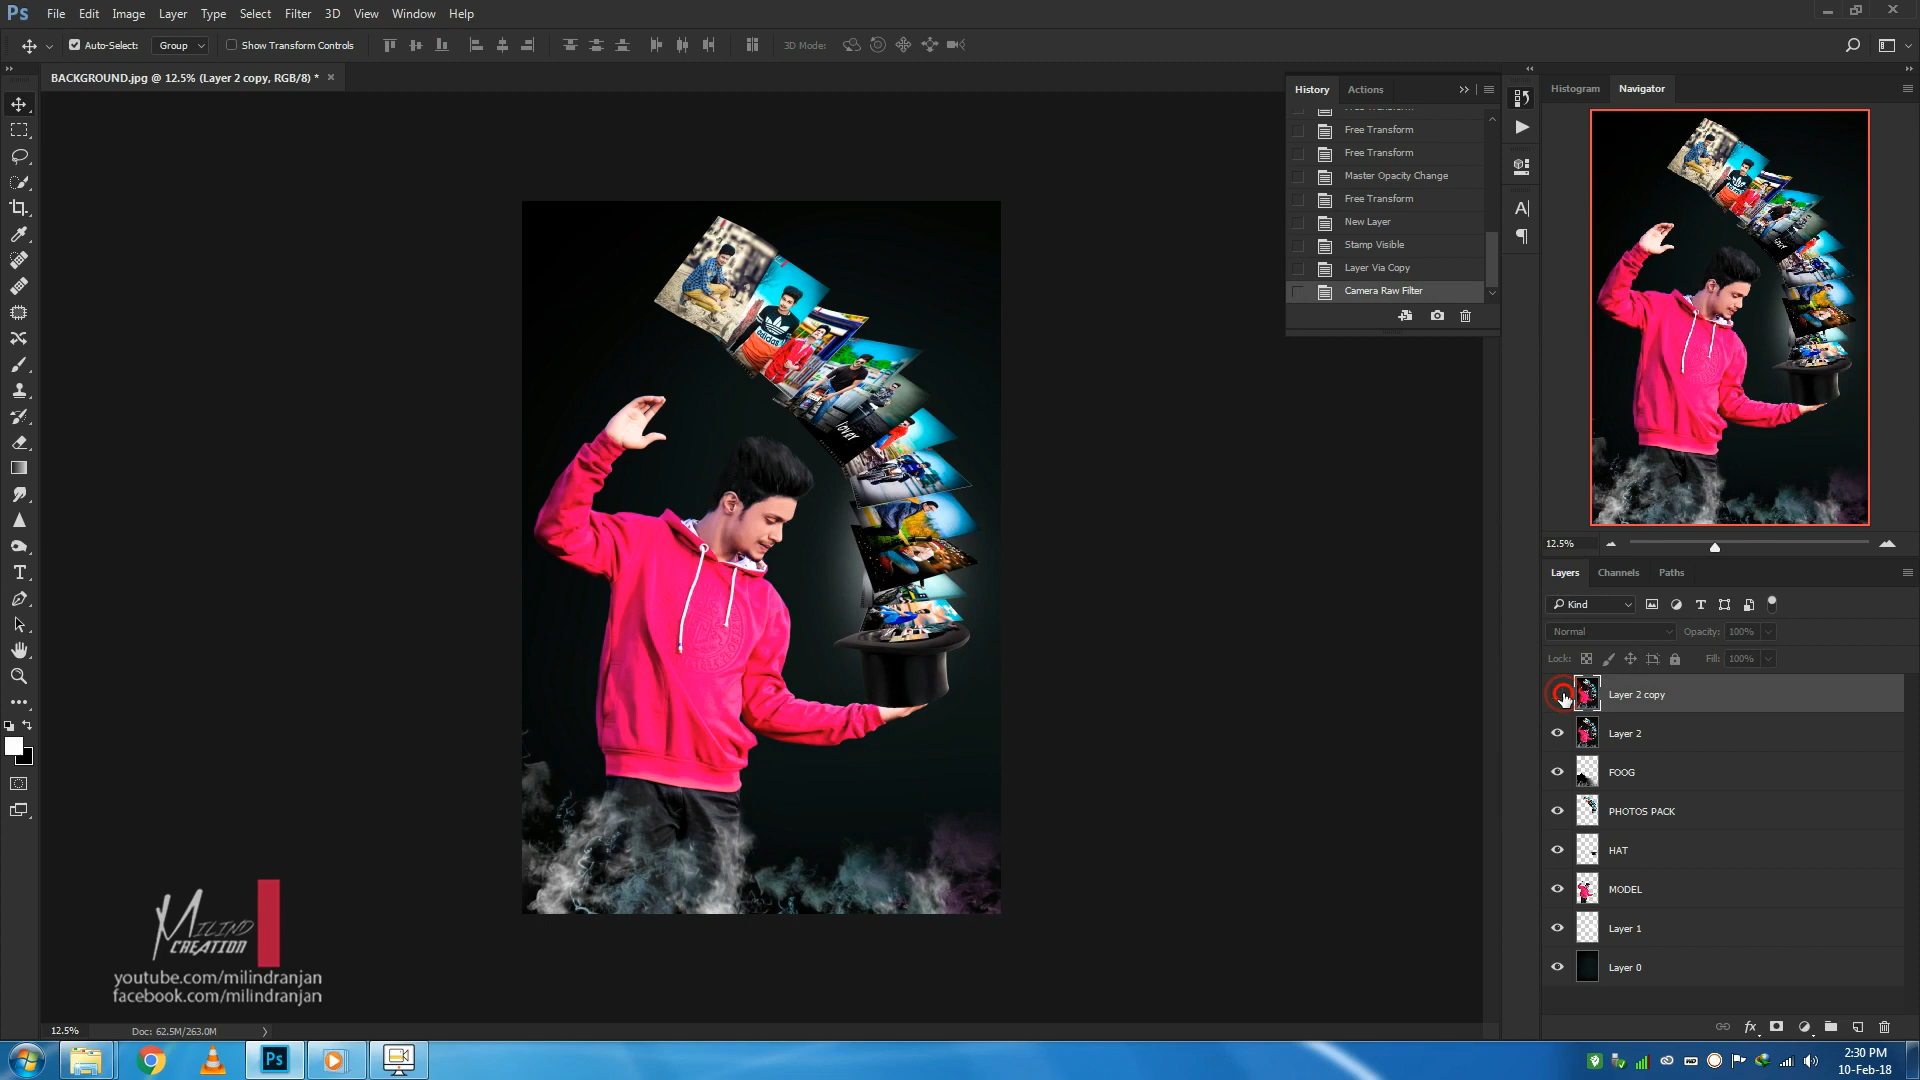 Ps File Edit Image Layer Type Select Filter 3D View Window Help
Auto-Select: Group Show Transform Controls 3D Mode:
BACKGROUND.jpg @ 12.5% (Layer 2 copy, RGB/8) * ×
History Actions
Free Transform
Free Transform
Free Transform
Master Opacity Change
Free Transform
New Layer
Stamp Visible
Layer Via Copy
Camera Raw Filter
Histogram Navigator
12.5%
Layers Channels Paths
Kind
Normal Opacity: 100%
Lock: Fill: 100%
Layer 2 copy
Layer 2
FOOG
PHOTOS PACK
HAT
MODEL
Layer 1
Layer 0
adidas
lover
MILIND
CREATION
youtube.com/milindranjan
facebook.com/milindranjan
12.5% Doc: 62.5M/263.0M
Ps
2:30 PM
10-Feb-18